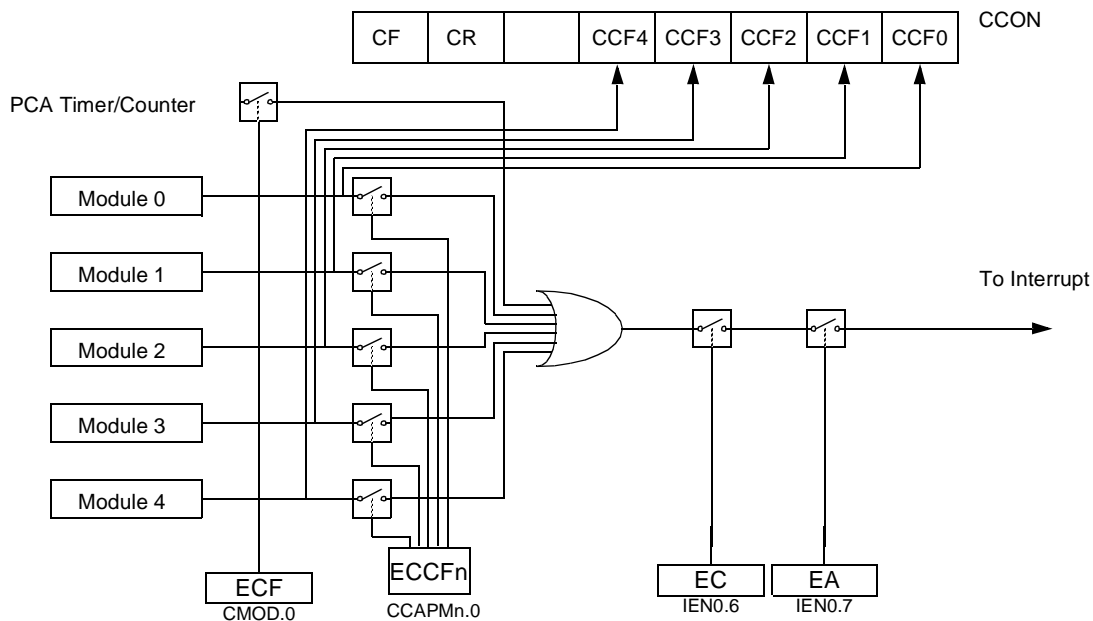 CF CR CCF4 CCF3 CCF2 CCF1 CCF0
CCON
PCA Timer/Counter
Module 0
Module 1
Module 2
Module 3
Module 4
To Interrupt
ECF
CMOD.0
ECCFn
CCAPMn.0
EC
IEN0.6
EA
IEN0.7